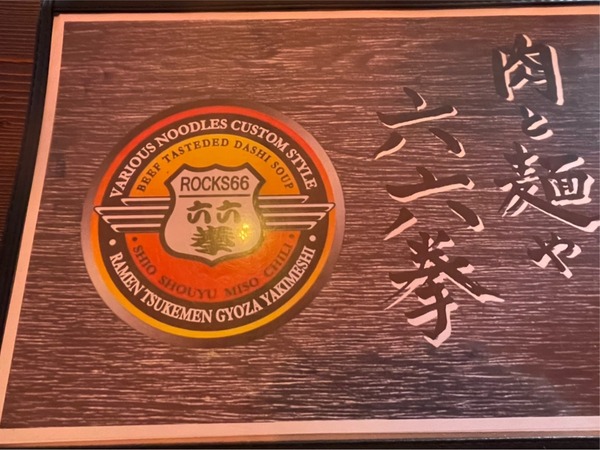 肉と麺や
六六拳
VARIOUS NOODLES CUSTOM STYLE
BEEF TASTEDED DASHI SOUP
ROCKS66
六六
拳
SHIO SHOUYU MISO CHILI
RAMEN TSUKEMEN GYOZA YAKIMESHI